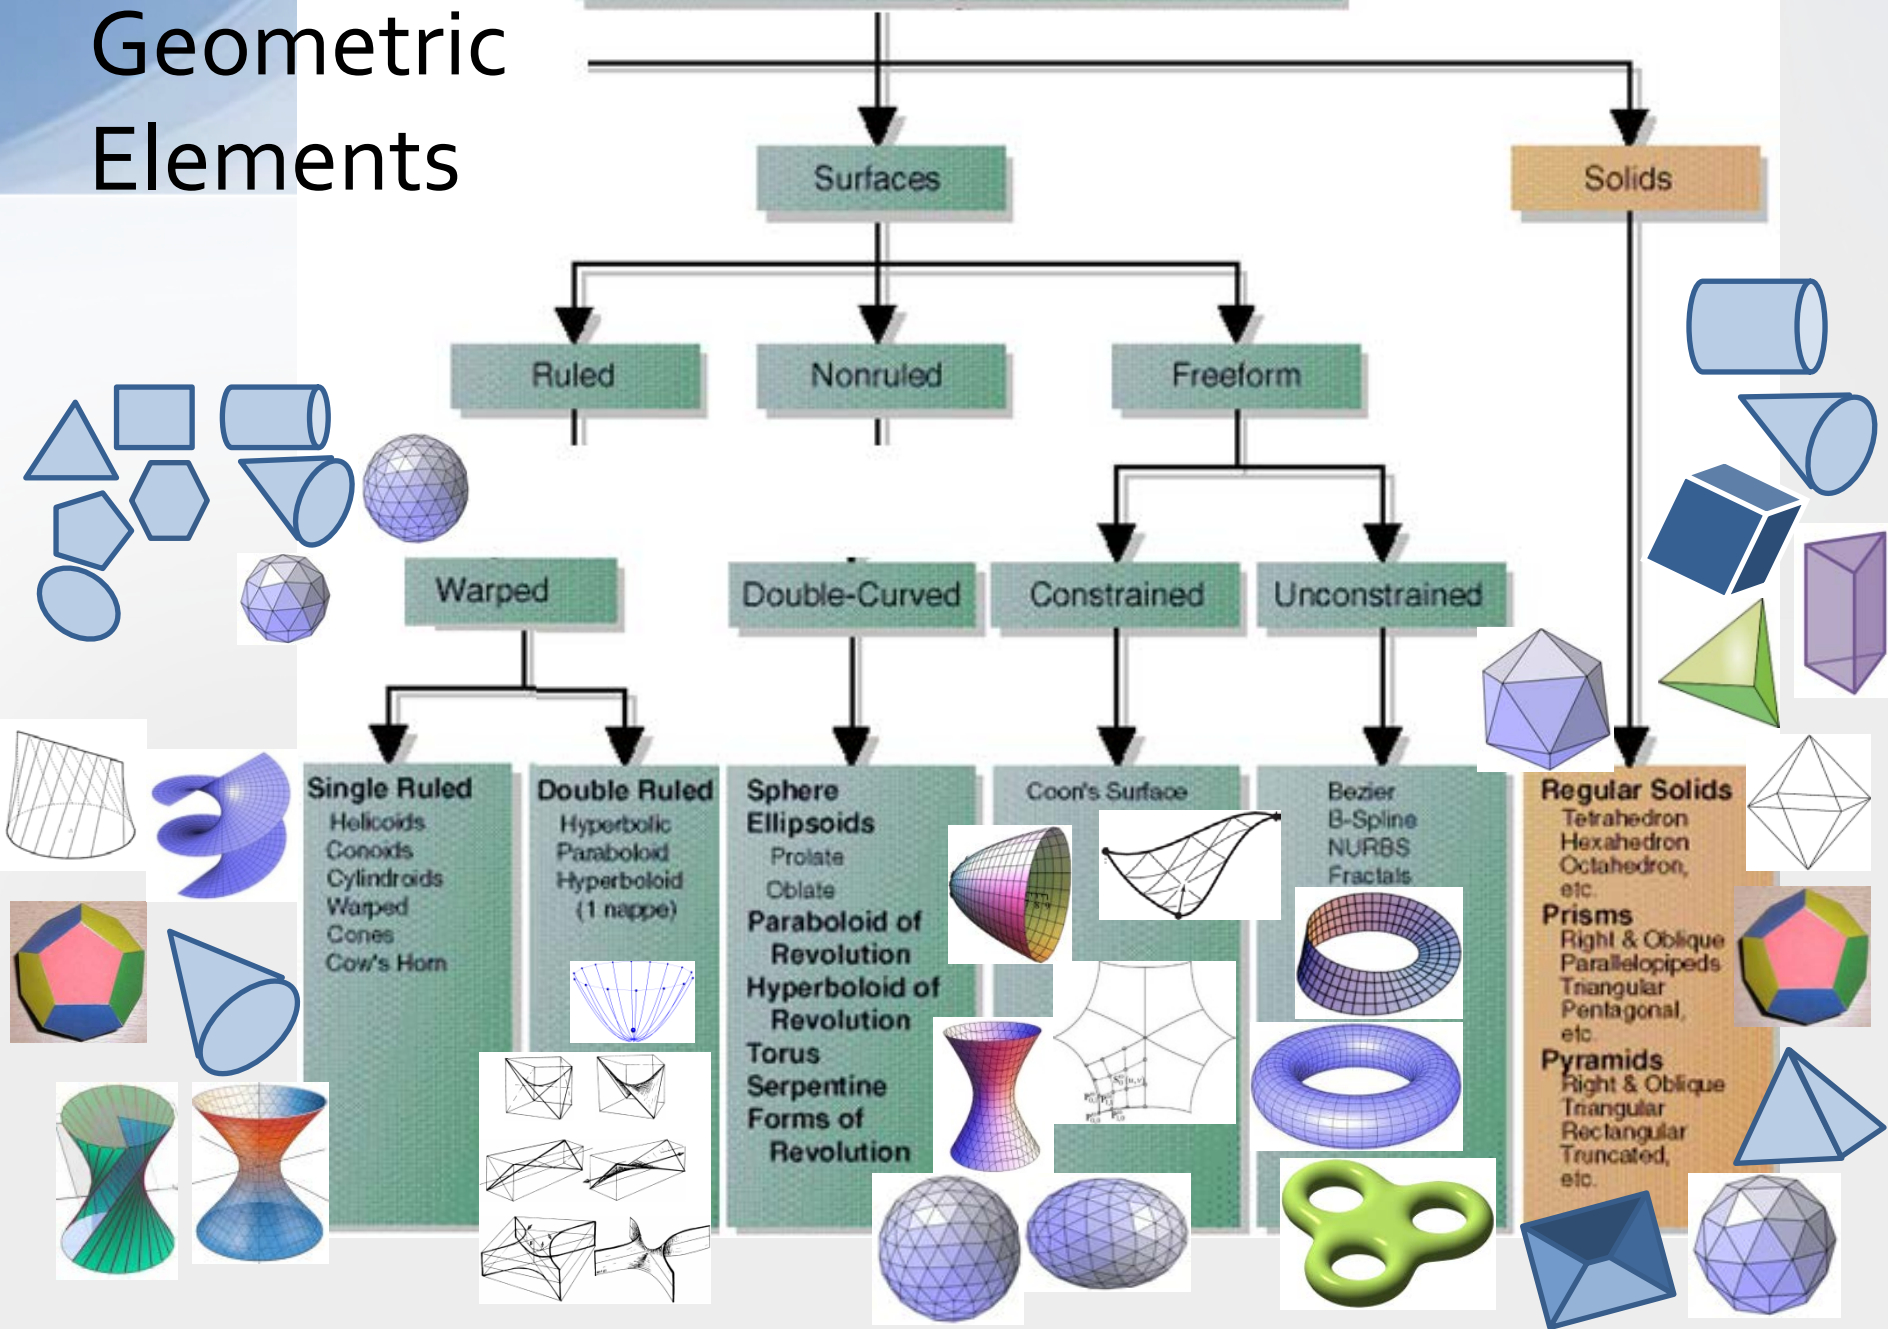 Geometric
Elements
Surfaces
Solids
Ruled
Nonruled
Freeform
Warped
Double-Curved
Constrained
Unconstrained
Single Ruled
Helicoids
Conoids
Cylindroids
Warped
Cones
Cow's Horn
Double Ruled
Hyperbolic
Paraboloid
Hyperboloid
(1 nappe)
Sphere
Ellipsoids
Prolate
Oblate
Paraboloid of
Revolution
Hyperboloid of
Revolution
Torus
Serpentine
Forms of
Revolution
Coon's Surface
Bezier
B-Spline
NURBS
Fractals
Regular Solids
Tetrahedron
Hexahedron
Octahedron,
etc.
Prisms
Right & Oblique
Parallelopipeds
Triangular
Pentagonal,
etc.
Pyramids
Right & Oblique
Triangular
Rectangular
Truncated,
etc.